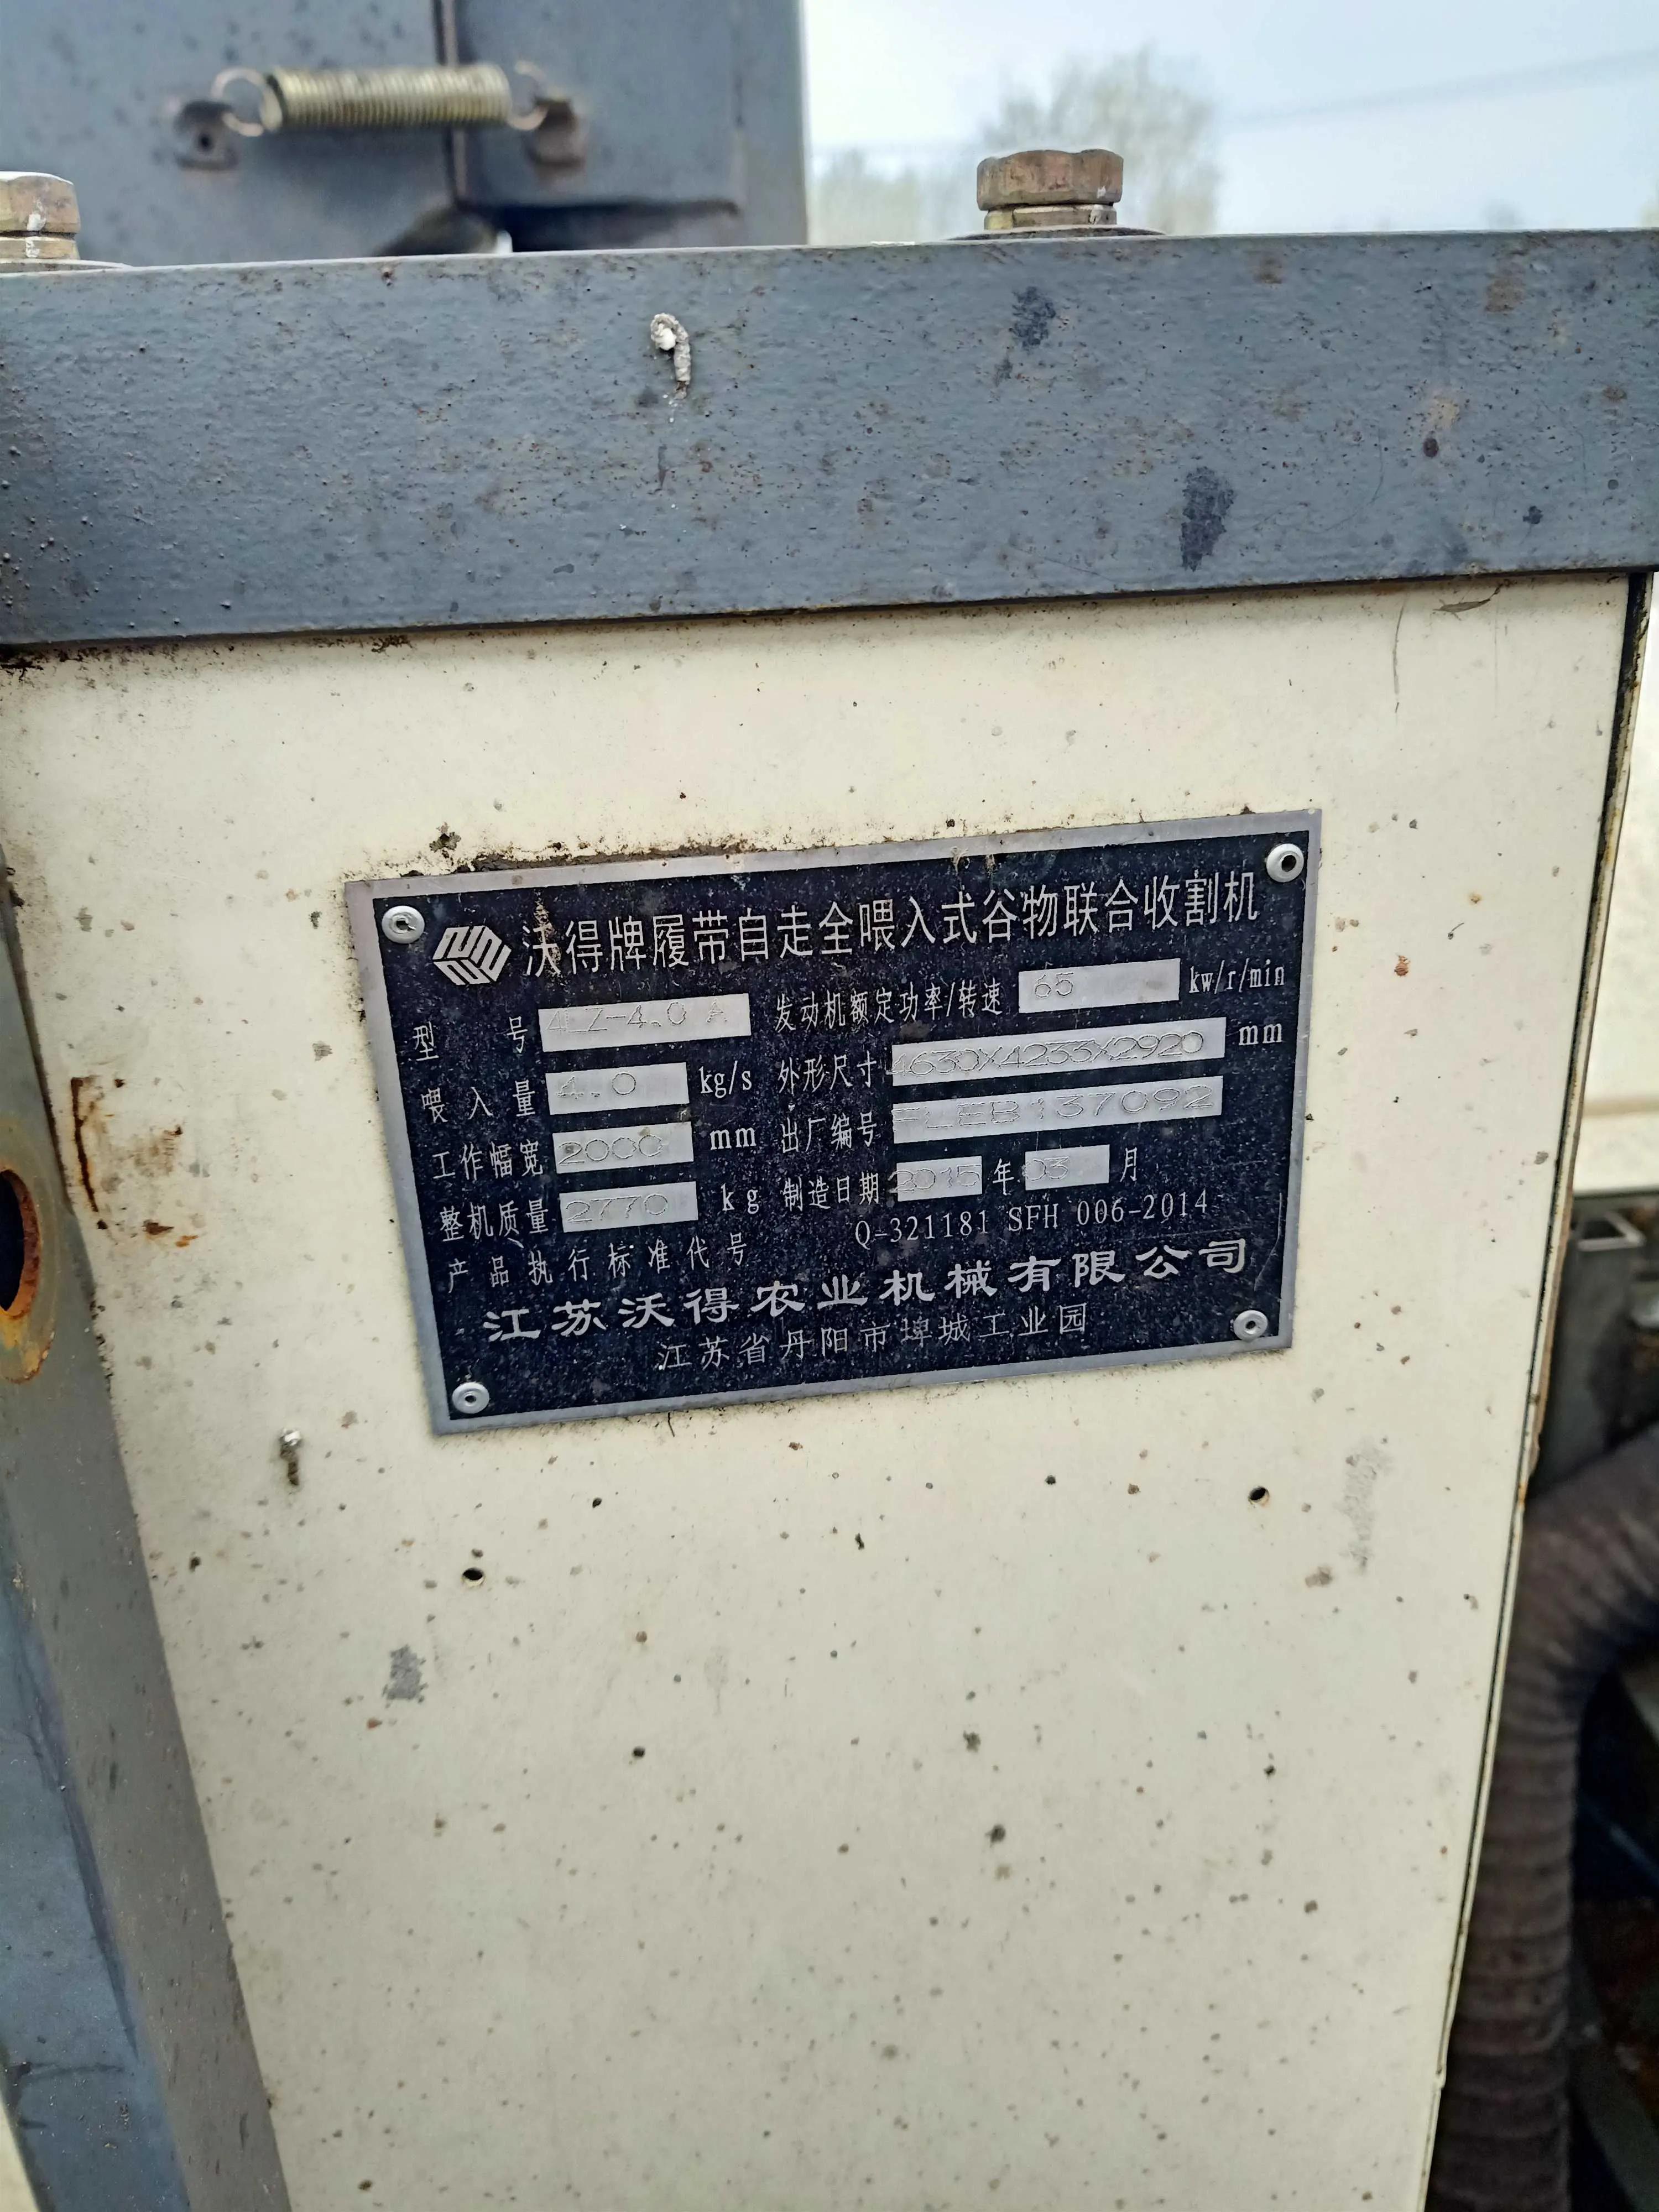 沃得牌履带自走全喂入式谷物联合收割机
型 号 4LZ-4.0 A 发动机额定功率/转速 65 kw/r/min
喂入量 4.0 kg/s 外形尺寸 4630X4233X2920 mm
工作幅宽 2000 mm 出厂编号 FLEB137092
整机质量 2770 kg 制造日期 2015 年 03 月
产品执行标准代号 Q-321181 SFH 006-2014
江苏沃得农业机械有限公司
江苏省丹阳市埤城工业园